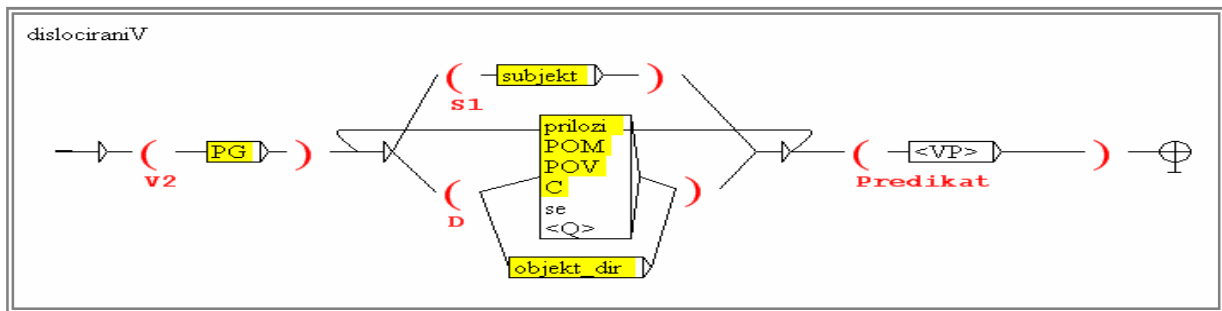 dislociraniV
( subjekt )
S1
( PG )
V2
prilozi
POM
POV
C
se
<Q>
( )
D
objekt_dir
( <VP> )
Predikat